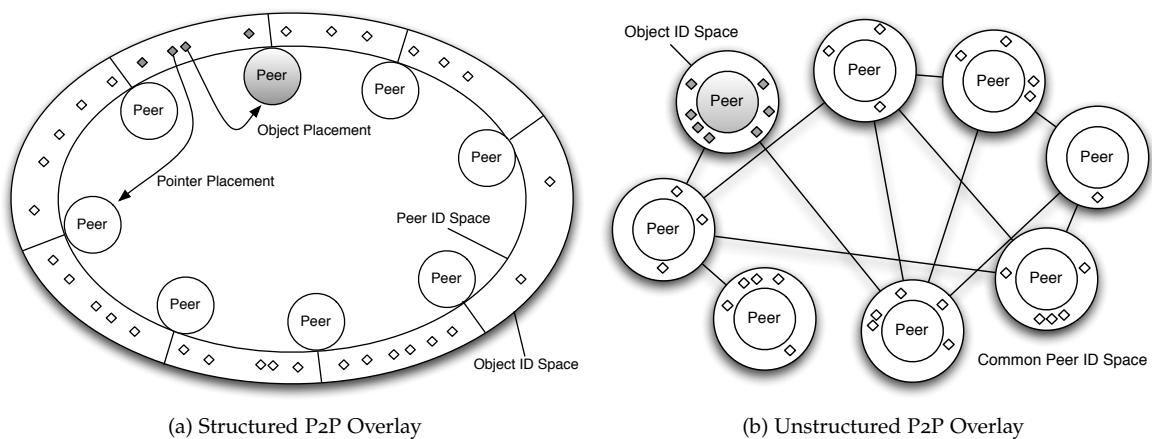 Peer
Peer
Peer
Object Placement
Peer
Pointer Placement
Peer
Peer ID Space
Peer
Peer
Peer
Object ID Space
(a) Structured P2P Overlay
Object ID Space
Peer
Peer
Peer
Peer
Peer
Peer
Peer
Peer
Common Peer ID Space
(b) Unstructured P2P Overlay